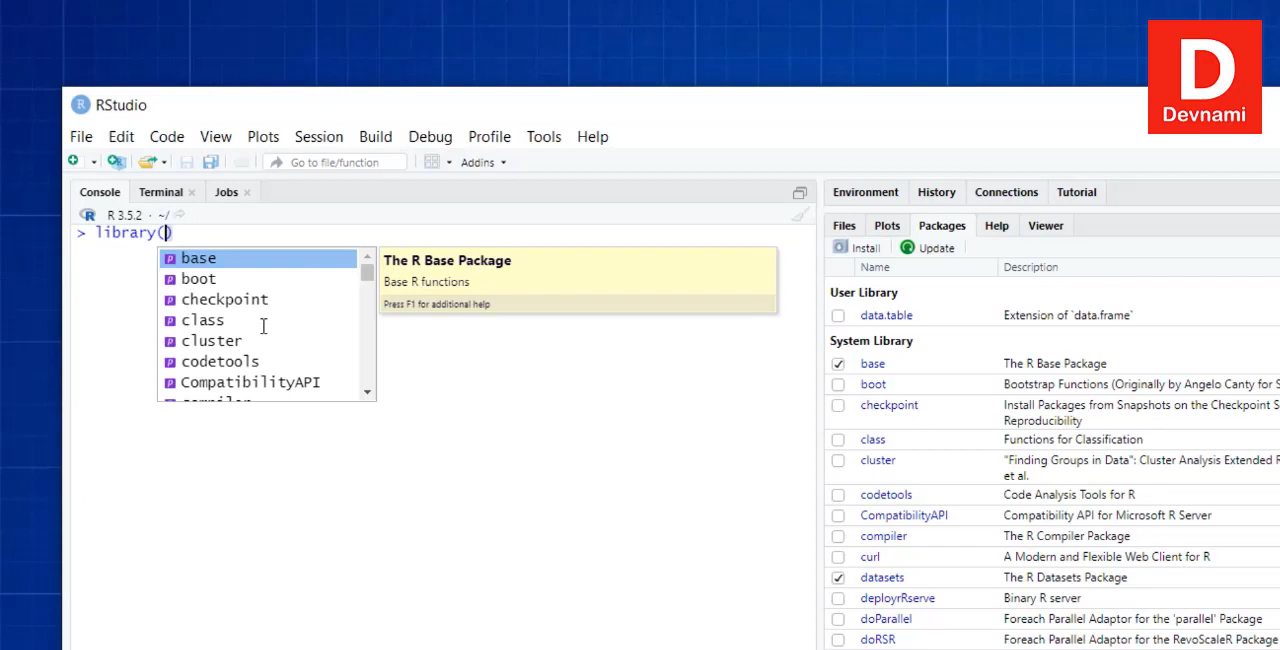 D
Devnami
R RStudio
File Edit Code View Plots Session Build Debug Profile Tools Help
Go to file/function Addins
Console Terminal Jobs
R R 3.5.2 · ~/
> library()
base
boot
checkpoint
class
cluster
codetools
CompatibilityAPI
compiler
The R Base Package
Base R functions
Press F1 for additional help
Environment History Connections Tutorial
Files Plots Packages Help Viewer
Install Update
Name Description
User Library
data.table Extension of `data.frame`
System Library
base The R Base Package
boot Bootstrap Functions (Originally by Angelo Canty for S
checkpoint Install Packages from Snapshots on the Checkpoint S
Reproducibility
class Functions for Classification
cluster "Finding Groups in Data": Cluster Analysis Extended R
et al.
codetools Code Analysis Tools for R
CompatibilityAPI Compatibility API for Microsoft R Server
compiler The R Compiler Package
curl A Modern and Flexible Web Client for R
datasets The R Datasets Package
deployrRserve Binary R server
doParallel Foreach Parallel Adaptor for the 'parallel' Package
doRSR Foreach Parallel Adaptor for the RevoScaleR Package